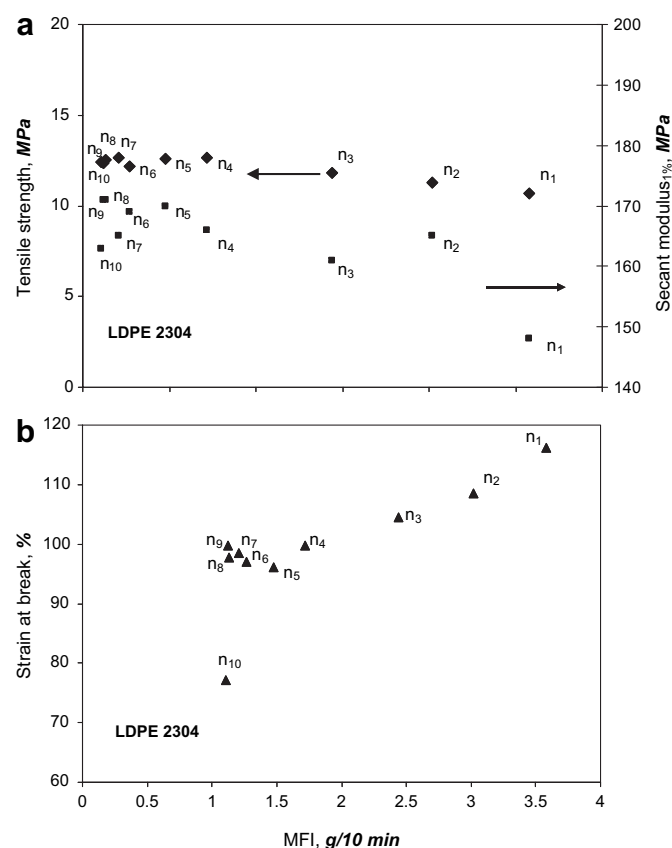 a
20
200
15
190
n8 n7
n9
n6 n5 n4
n3
n2
n1
180
n10
10
n8
n9
n6
n5
n4
n7
n10
n3
n2
170
160
5
150
n1
LDPE 2304
0
140
Tensile strength, MPa
Secant modulus1%, MPa
b
120
n1
110
n2
n3
100
n9 n7
n4
n8
n6
n5
90
80
n10
70
LDPE 2304
60
Strain at break, %
0 0.5 1 1.5 2 2.5 3 3.5 4
MFI, g/10 min